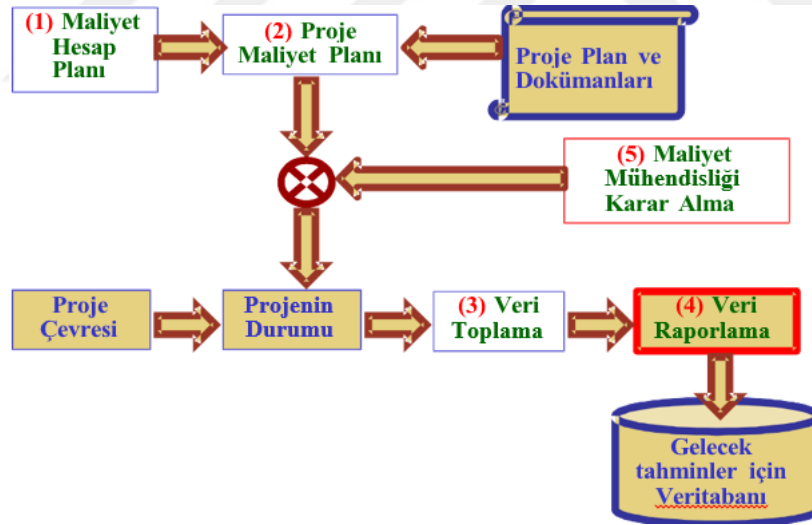 (1) Maliyet
Hesap
Planı
(2) Proje
Maliyet Planı
Proje Plan ve
Dokümanları
(5) Maliyet
Mühendisliği
Karar Alma
Proje
Çevresi
Projenin
Durumu
(3) Veri
Toplama
(4) Veri
Raporlama
Gelecek
tahminler için
Veritabanı